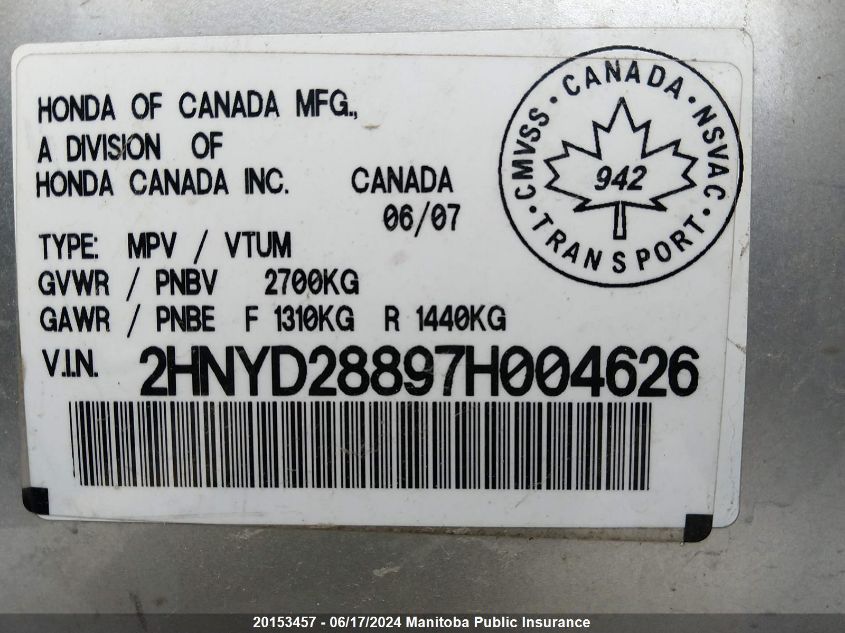 HONDA OF CANADA MFG.,
A DIVISION OF
HONDA CANADA INC. CANADA
06/07
TYPE: MPV / VTUM
GVWR / PNBV 2700KG
GAWR / PNBE F 1310KG R 1440KG
V.I.N. 2HNYD28897H004626
CMVSS · CANADA · NSVAC ·
942
TRANSPORT
20153457 - 06/17/2024 Manitoba Public Insurance